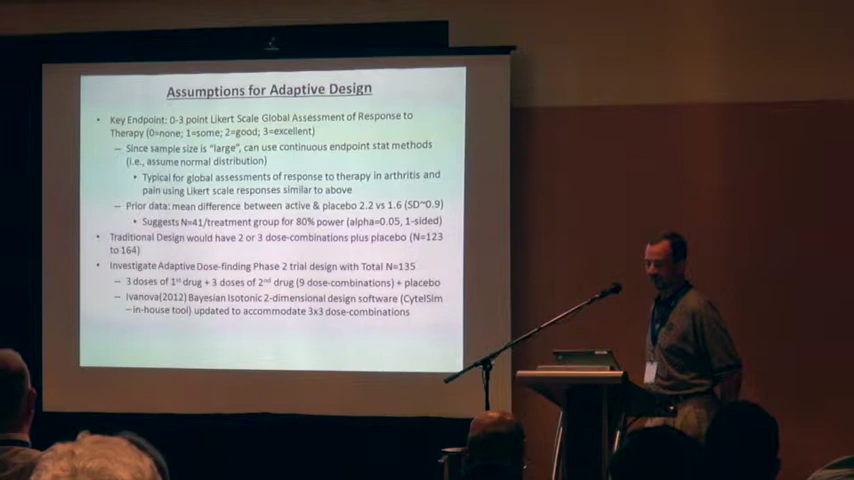 Assumptions for Adaptive Design
• Key Endpoint: 0-3 point Likert Scale Global Assessment of Response to
Therapy (0=none; 1=some; 2=good; 3=excellent)
– Since sample size is "large", can use continuous endpoint stat methods
(i.e., assume normal distribution)
• Typical for global assessments of response to therapy in arthritis and
pain using Likert scale responses similar to above
– Prior data: mean difference between active & placebo 2.2 vs 1.6 (SD~0.9)
• Suggests N=41/treatment group for 80% power (alpha=0.05, 1-sided)
• Traditional Design would have 2 or 3 dose-combinations plus placebo (N=123
to 164)
• Investigate Adaptive Dose-finding Phase 2 trial design with Total N=135
– 3 doses of 1st drug + 3 doses of 2nd drug (9 dose-combinations) + placebo
– Ivanova(2012) Bayesian Isotonic 2-dimensional design software (CytelSim
– in-house tool) updated to accommodate 3x3 dose-combinations